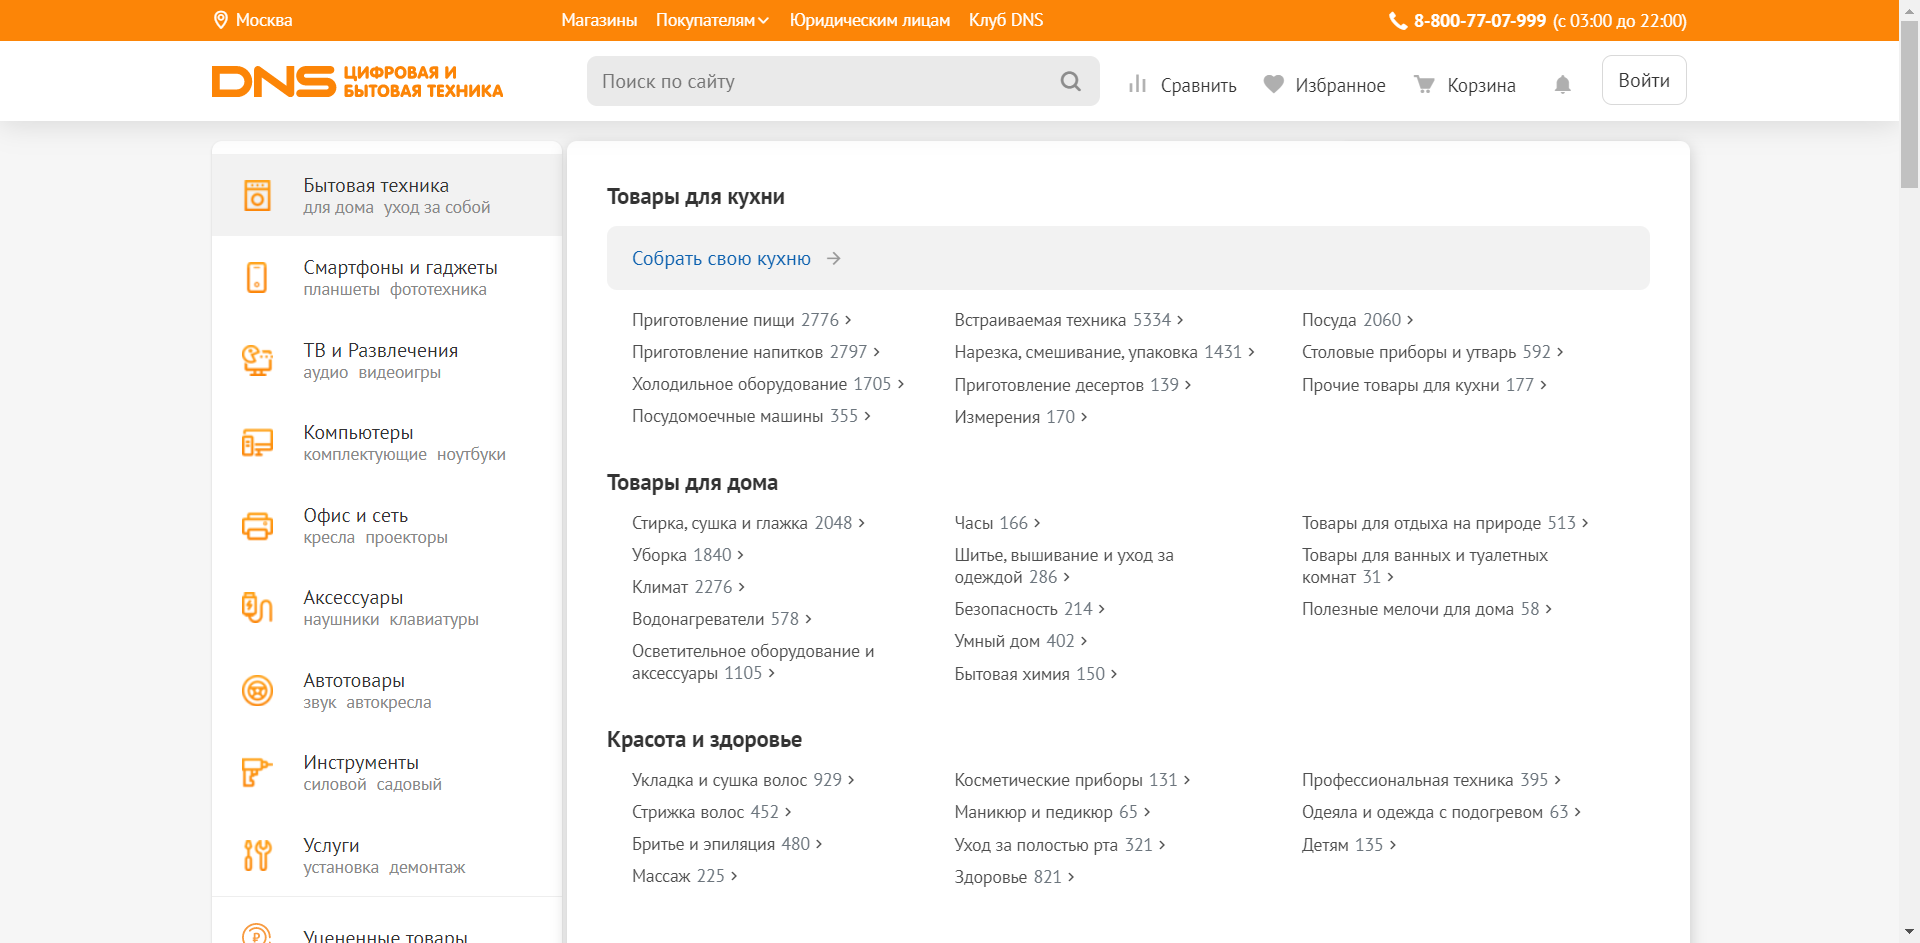 Москва
Магазины Покупателям Юридическим лицам Клуб DNS
8-800-77-07-999 (с 03:00 до 22:00)
DNS ЦИФРОВАЯ И
БЫТОВАЯ ТЕХНИКА
Поиск по сайту
Сравнить Избранное Корзина Войти
Бытовая техника
для дома уход за собой
Смартфоны и гаджеты
планшеты фототехника
ТВ и Развлечения
аудио видеоигры
Компьютеры
комплектующие ноутбуки
Офис и сеть
кресла проекторы
Аксессуары
наушники клавиатуры
Автотовары
звук автокресла
Инструменты
силовой садовый
Услуги
установка демонтаж
Уцененные товары
Товары для кухни
Собрать свою кухню
Приготовление пищи 2776
Приготовление напитков 2797
Холодильное оборудование 1705
Посудомоечные машины 355
Встраиваемая техника 5334
Нарезка, смешивание, упаковка 1431
Приготовление десертов 139
Измерения 170
Посуда 2060
Столовые приборы и утварь 592
Прочие товары для кухни 177
Товары для дома
Стирка, сушка и глажка 2048
Уборка 1840
Климат 2276
Водонагреватели 578
Осветительное оборудование и
аксессуары 1105
Часы 166
Шитье, вышивание и уход за
одеждой 286
Безопасность 214
Умный дом 402
Бытовая химия 150
Товары для отдыха на природе 513
Товары для ванных и туалетных
комнат 31
Полезные мелочи для дома 58
Красота и здоровье
Укладка и сушка волос 929
Стрижка волос 452
Бритье и эпиляция 480
Массаж 225
Косметические приборы 131
Маникюр и педикюр 65
Уход за полостью рта 321
Здоровье 821
Профессиональная техника 395
Одеяла и одежда с подогревом 63
Детям 135